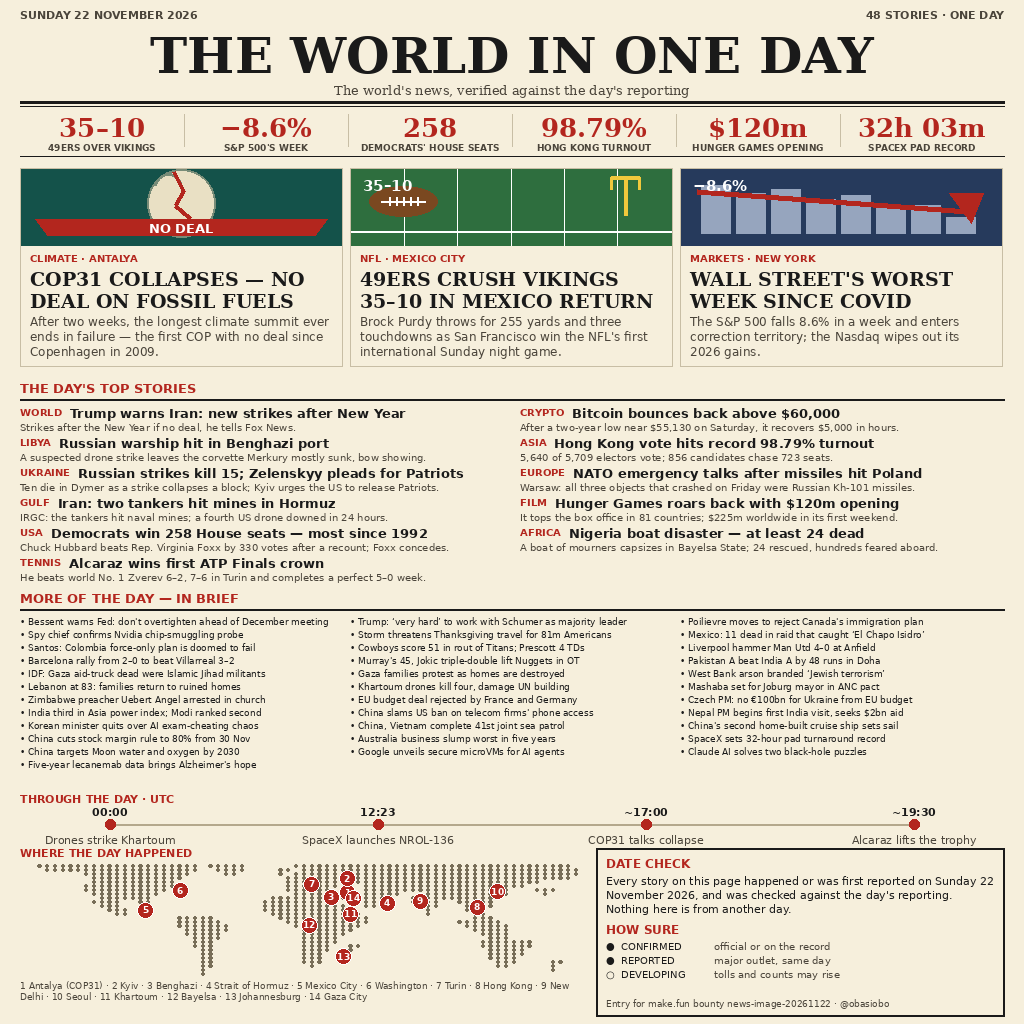 SUNDAY 22 NOVEMBER 2026
48 STORIES · ONE DAY
THE WORLD IN ONE DAY
The world's news, verified against the day's reporting
35–10
49ERS OVER VIKINGS
−8.6%
S&P 500'S WEEK
258
DEMOCRATS' HOUSE SEATS
98.79%
HONG KONG TURNOUT
$120m
HUNGER GAMES OPENING
32h 03m
SPACEX PAD RECORD
NO DEAL
CLIMATE · ANTALYA
COP31 COLLAPSES — NO
DEAL ON FOSSIL FUELS
After two weeks, the longest climate summit ever
ends in failure — the first COP with no deal since
Copenhagen in 2009.
35–10
NFL · MEXICO CITY
49ERS CRUSH VIKINGS
35–10 IN MEXICO RETURN
Brock Purdy throws for 255 yards and three
touchdowns as San Francisco win the NFL's first
international Sunday night game.
−8.6%
MARKETS · NEW YORK
WALL STREET'S WORST
WEEK SINCE COVID
The S&P 500 falls 8.6% in a week and enters
correction territory; the Nasdaq wipes out its
2026 gains.
THE DAY'S TOP STORIES
WORLD Trump warns Iran: new strikes after New Year
Strikes after the New Year if no deal, he tells Fox News.
LIBYA Russian warship hit in Benghazi port
A suspected drone strike leaves the corvette Merkury mostly sunk, bow showing.
UKRAINE Russian strikes kill 15; Zelenskyy pleads for Patriots
Ten die in Dymer as a strike collapses a block; Kyiv urges the US to release Patriots.
GULF Iran: two tankers hit mines in Hormuz
IRGC: the tankers hit naval mines; a fourth US drone downed in 24 hours.
USA Democrats win 258 House seats — most since 1992
Chuck Hubbard beats Rep. Virginia Foxx by 330 votes after a recount; Foxx concedes.
TENNIS Alcaraz wins first ATP Finals crown
He beats world No. 1 Zverev 6–2, 7–6 in Turin and completes a perfect 5–0 week.
CRYPTO Bitcoin bounces back above $60,000
After a two-year low near $55,130 on Saturday, it recovers $5,000 in hours.
ASIA Hong Kong vote hits record 98.79% turnout
5,640 of 5,709 electors vote; 856 candidates chase 723 seats.
EUROPE NATO emergency talks after missiles hit Poland
Warsaw: all three objects that crashed on Friday were Russian Kh-101 missiles.
FILM Hunger Games roars back with $120m opening
It tops the box office in 81 countries; $225m worldwide in its first weekend.
AFRICA Nigeria boat disaster — at least 24 dead
A boat of mourners capsizes in Bayelsa State; 24 rescued, hundreds feared aboard.
MORE OF THE DAY — IN BRIEF
• Bessent warns Fed: don't overtighten ahead of December meeting
• Spy chief confirms Nvidia chip-smuggling probe
• Santos: Colombia force-only plan is doomed to fail
• Barcelona rally from 2–0 to beat Villarreal 3–2
• IDF: Gaza aid-truck dead were Islamic Jihad militants
• Lebanon at 83: families return to ruined homes
• Zimbabwe preacher Uebert Angel arrested in church
• India third in Asia power index; Modi ranked second
• Korean minister quits over AI exam-cheating chaos
• China cuts stock margin rule to 80% from 30 Nov
• China targets Moon water and oxygen by 2030
• Five-year lecanemab data brings Alzheimer's hope
• Trump: ‘very hard’ to work with Schumer as majority leader
• Storm threatens Thanksgiving travel for 81m Americans
• Cowboys score 51 in rout of Titans; Prescott 4 TDs
• Murray's 45, Jokic triple-double lift Nuggets in OT
• Gaza families protest as homes are destroyed
• Khartoum drones kill four, damage UN building
• EU budget deal rejected by France and Germany
• China slams US ban on telecom firms' phone access
• China, Vietnam complete 41st joint sea patrol
• Australia business slump worst in five years
• Google unveils secure microVMs for AI agents
• Poilievre moves to reject Canada's immigration plan
• Mexico: 11 dead in raid that caught ‘El Chapo Isidro’
• Liverpool hammer Man Utd 4–0 at Anfield
• Pakistan A beat India A by 48 runs in Doha
• West Bank arson branded ‘Jewish terrorism’
• Mashaba set for Joburg mayor in ANC pact
• Czech PM: no €100bn for Ukraine from EU budget
• Nepal PM begins first India visit, seeks $2bn aid
• China's second home-built cruise ship sets sail
• SpaceX sets 32-hour pad turnaround record
• Claude AI solves two black-hole puzzles
THROUGH THE DAY · UTC
00:00
Drones strike Khartoum
12:23
SpaceX launches NROL-136
~17:00
COP31 talks collapse
~19:30
Alcaraz lifts the trophy
WHERE THE DAY HAPPENED
2
7
10
6
3
14
4
9
8
5
11
12
13
1 Antalya (COP31) · 2 Kyiv · 3 Benghazi · 4 Strait of Hormuz · 5 Mexico City · 6 Washington · 7 Turin · 8 Hong Kong · 9 New
Delhi · 10 Seoul · 11 Khartoum · 12 Bayelsa · 13 Johannesburg · 14 Gaza City
DATE CHECK
Every story on this page happened or was first reported on Sunday 22
November 2026, and was checked against the day's reporting.
Nothing here is from another day.
HOW SURE
● CONFIRMED official or on the record
● REPORTED major outlet, same day
○ DEVELOPING tolls and counts may rise
Entry for make.fun bounty news-image-20261122 · @obasiobo